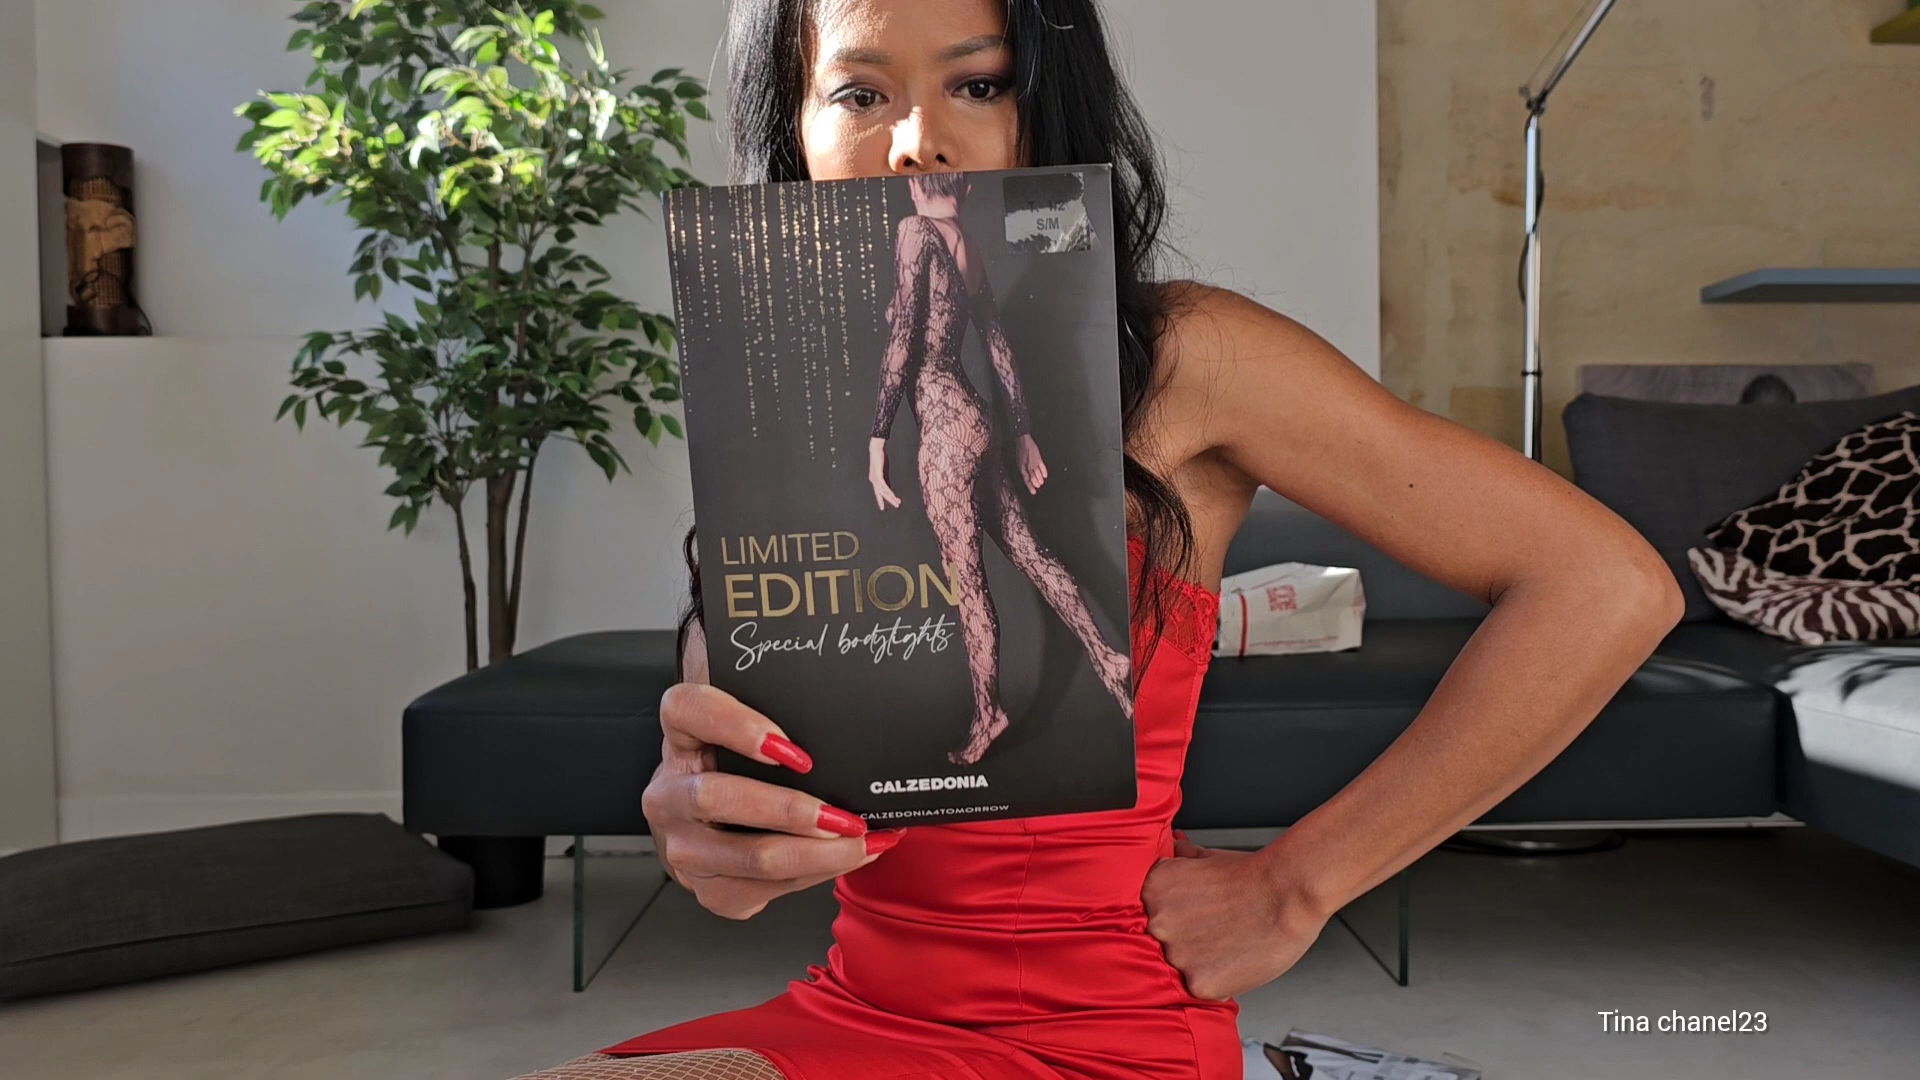 S/M
LIMITED
EDITION
Special bodytights
CALZEDONIA
CALZEDONIA4TOMORROW
Tina chanel23